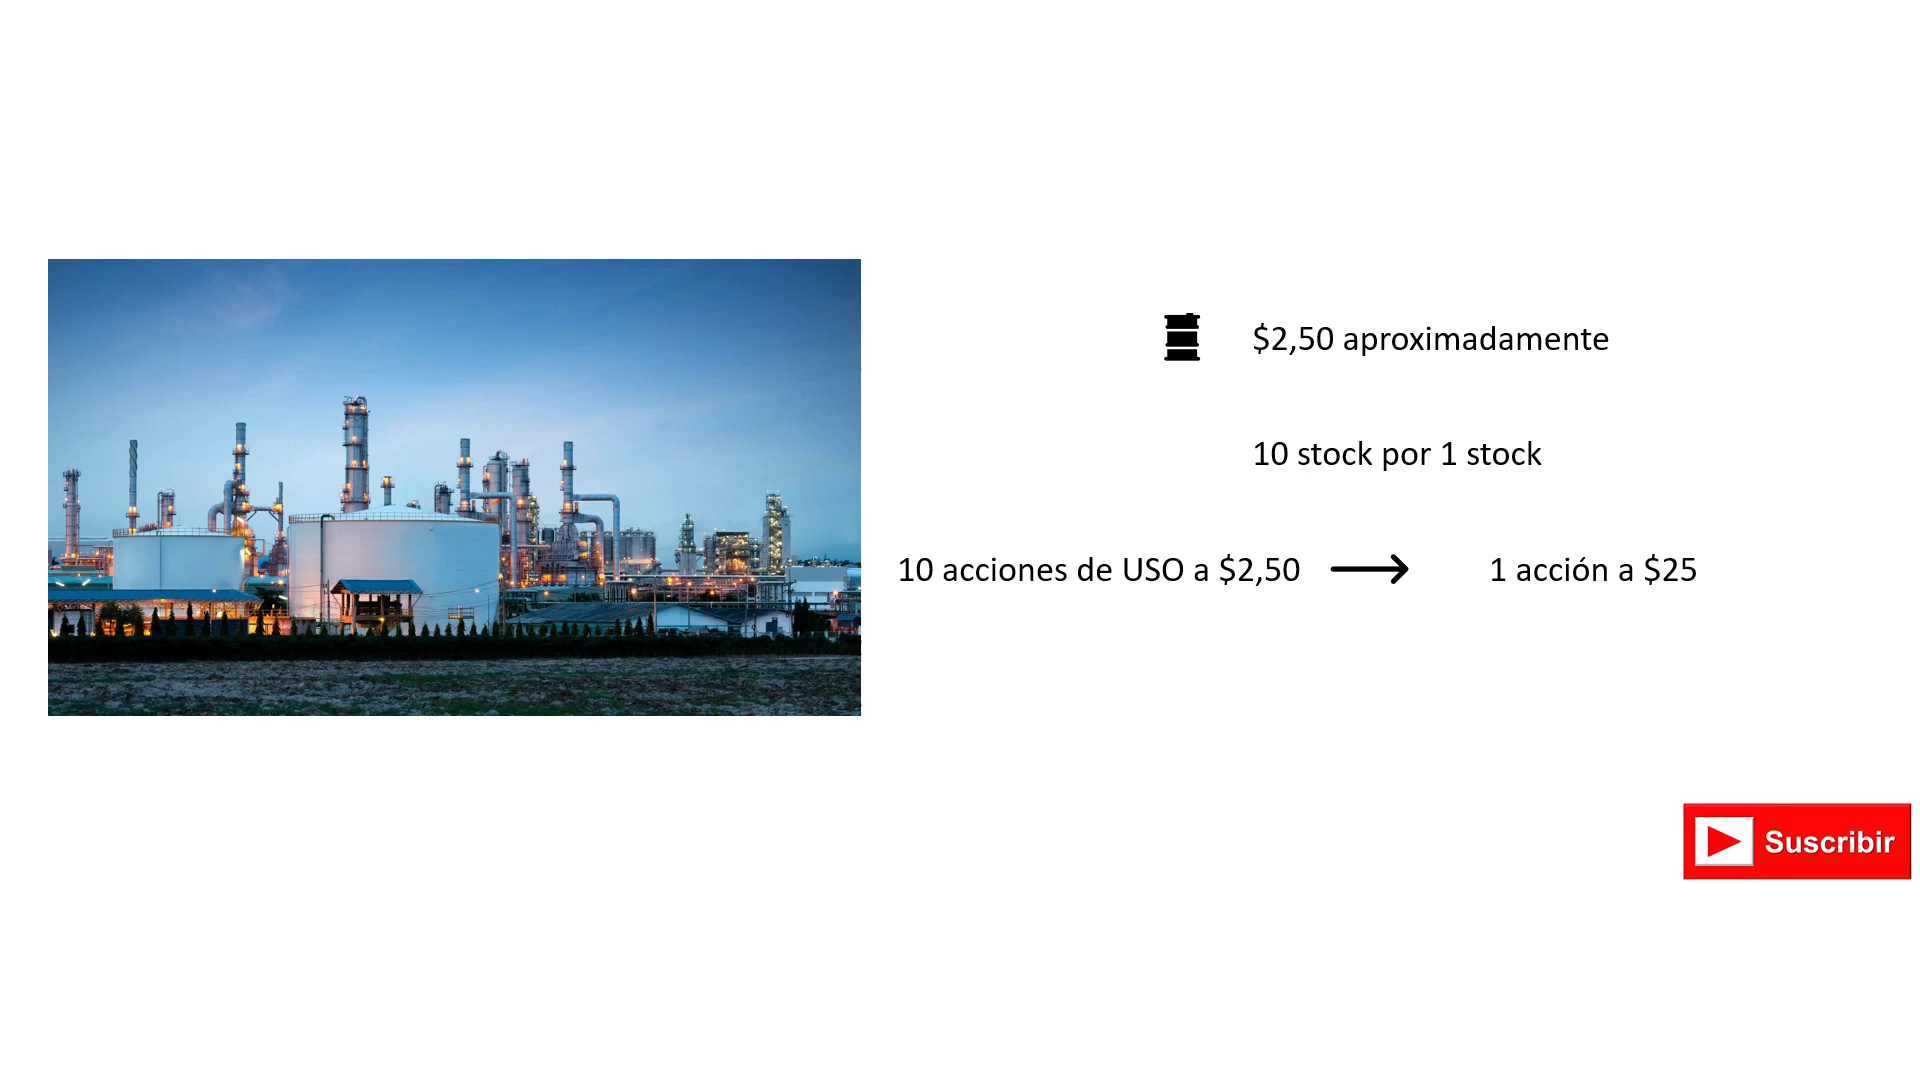 $2,50 aproximadamente
10 stock por 1 stock
10 acciones de USO a $2,50
1 acción a $25
Suscribir